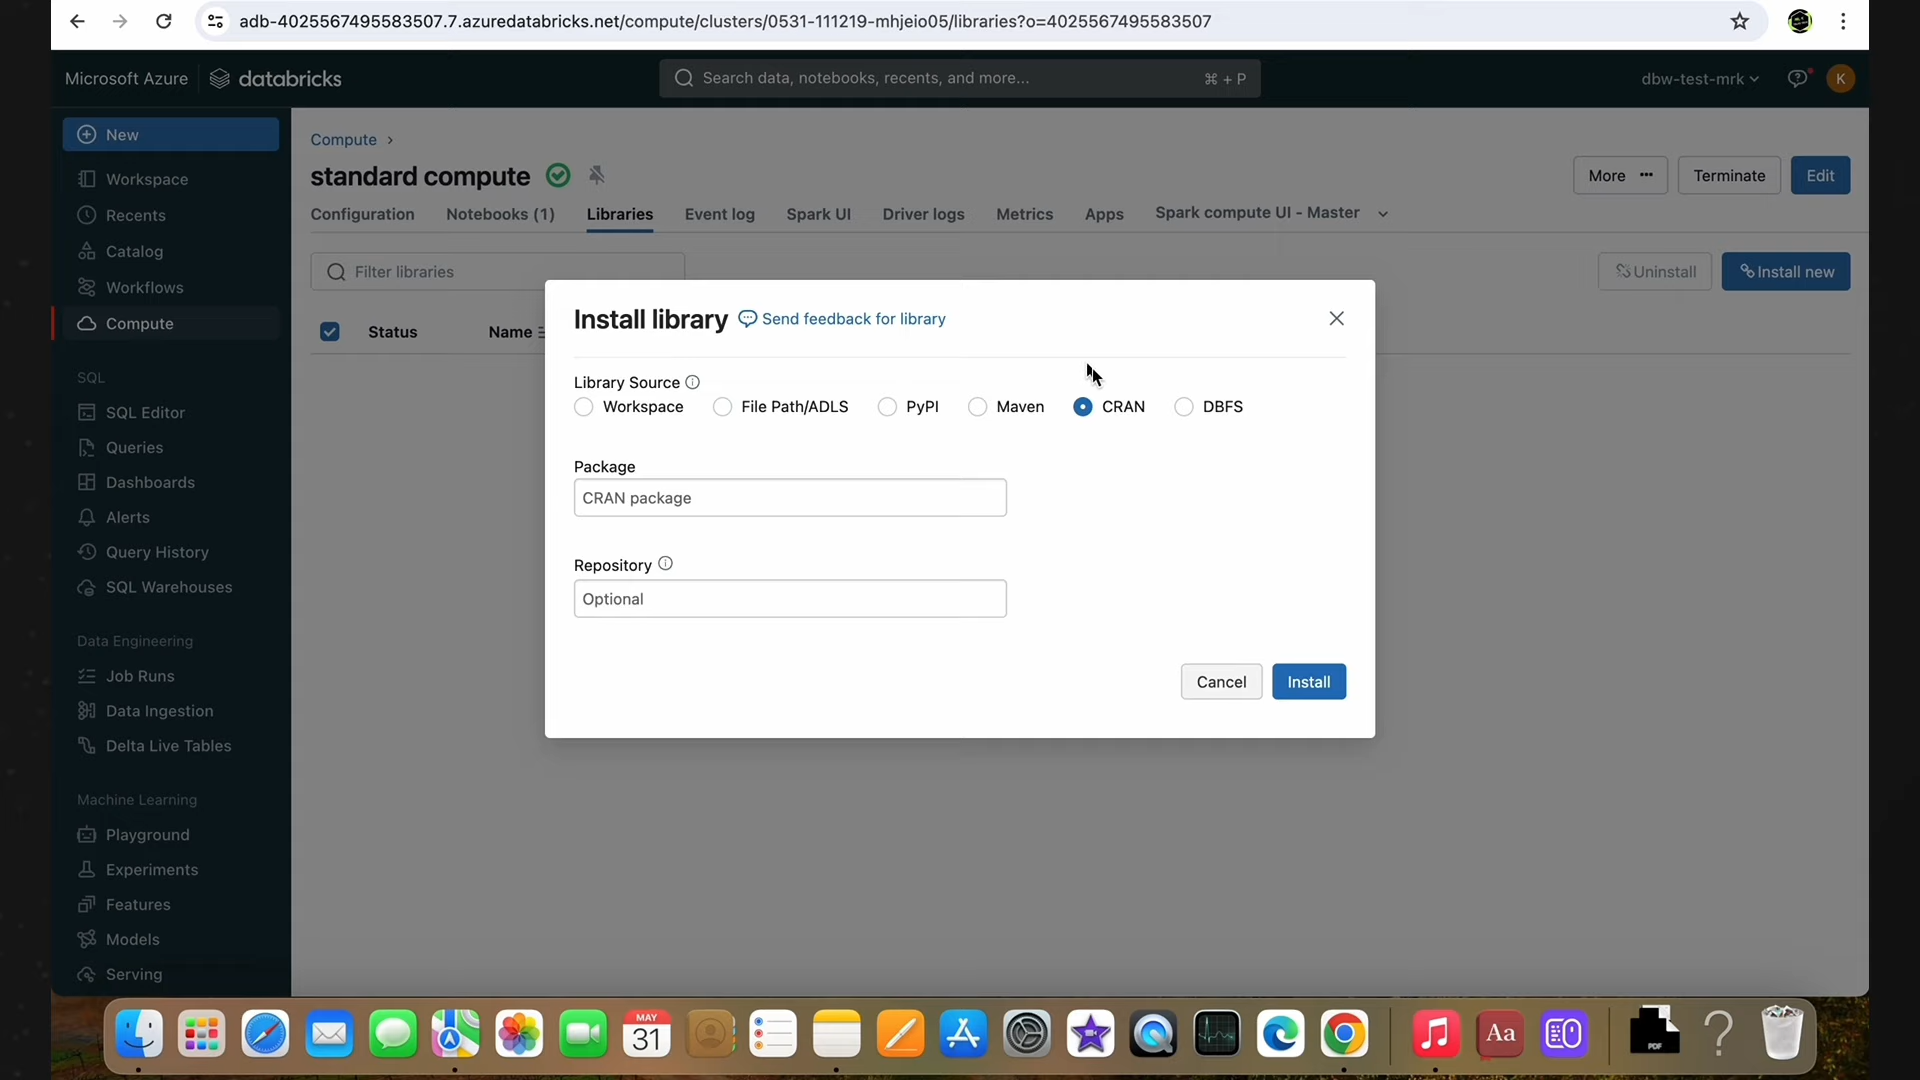 adb-4025567495583507.7.azuredatabricks.net/compute/clusters/0531-111219-mhjeio05/libraries?o=4025567495583507
Microsoft Azure databricks Search data, notebooks, recents, and more... ⌘ + P dbw-test-mrk K
New
Workspace
Recents
Catalog
Workflows
Compute
SQL
SQL Editor
Queries
Dashboards
Alerts
Query History
SQL Warehouses
Data Engineering
Job Runs
Data Ingestion
Delta Live Tables
Machine Learning
Playground
Experiments
Features
Models
Serving
Compute >
standard compute
More ... Terminate Edit
Configuration Notebooks (1) Libraries Event log Spark UI Driver logs Metrics Apps Spark compute UI - Master
Filter libraries Uninstall Install new
Status Name
Install library Send feedback for library
Library Source
Workspace File Path/ADLS PyPI Maven CRAN DBFS
Package
CRAN package
Repository
Optional
Cancel Install
MAY
31
Aa
PDF
?